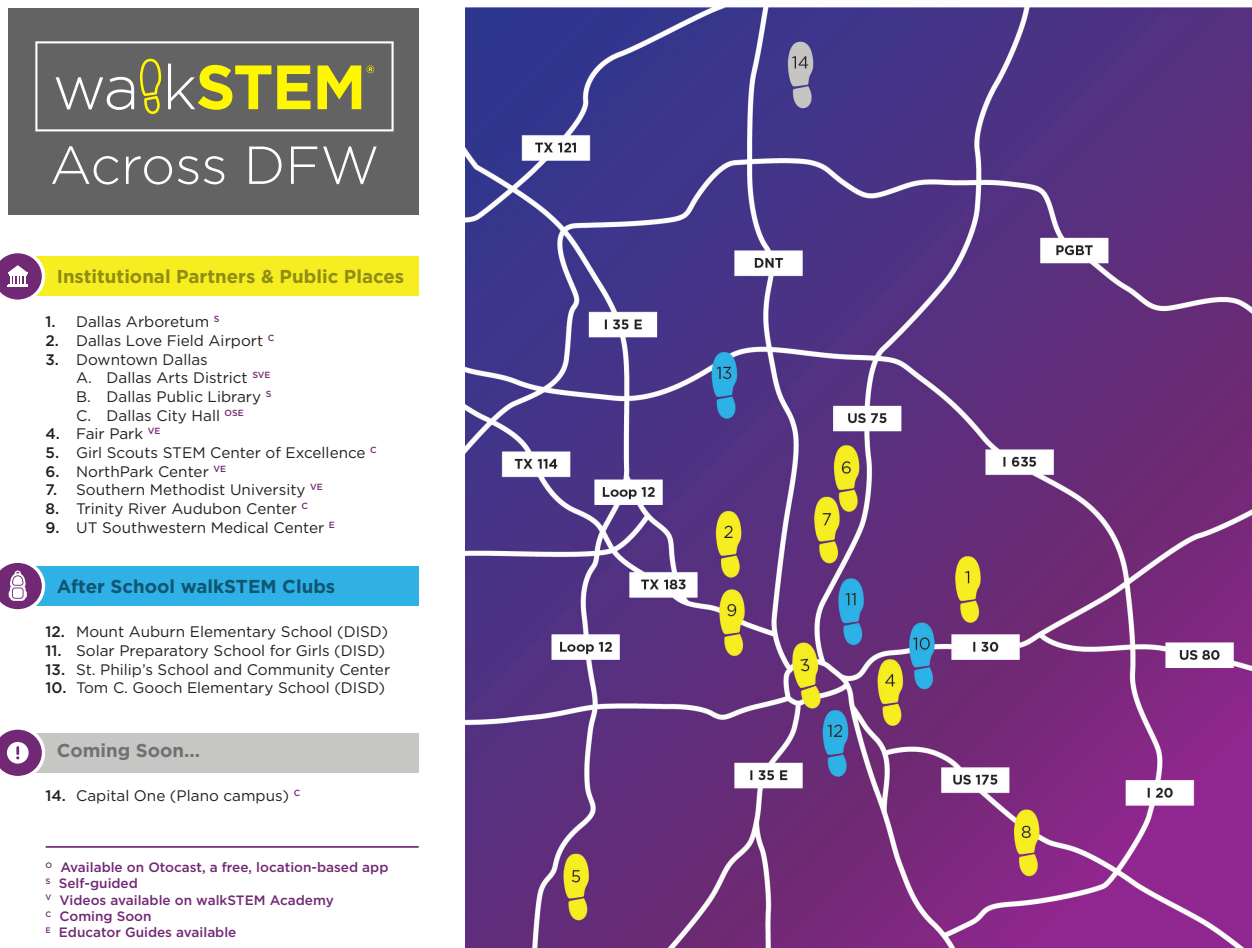 walkSTEM®
Across DFW
Institutional Partners & Public Places
1. Dallas Arboretum S
2. Dallas Love Field Airport C
3. Downtown Dallas
A. Dallas Arts District SVE
B. Dallas Public Library S
C. Dallas City Hall OSE
4. Fair Park VE
5. Girl Scouts STEM Center of Excellence C
6. NorthPark Center VE
7. Southern Methodist University VE
8. Trinity River Audubon Center C
9. UT Southwestern Medical Center E
After School walkSTEM Clubs
12. Mount Auburn Elementary School (DISD)
11. Solar Preparatory School for Girls (DISD)
13. St. Philip's School and Community Center
10. Tom C. Gooch Elementary School (DISD)
Coming Soon...
14. Capital One (Plano campus) C
O Available on Otocast, a free, location-based app
S Self-guided
V Videos available on walkSTEM Academy
C Coming Soon
E Educator Guides available
14
TX 121
PGBT
DNT
I 35 E
13
US 75
TX 114
I 635
6
Loop 12
7
2
1
TX 183
11
9
10
Loop 12
I 30
US 80
3
4
12
I 35 E
US 175
I 20
8
5